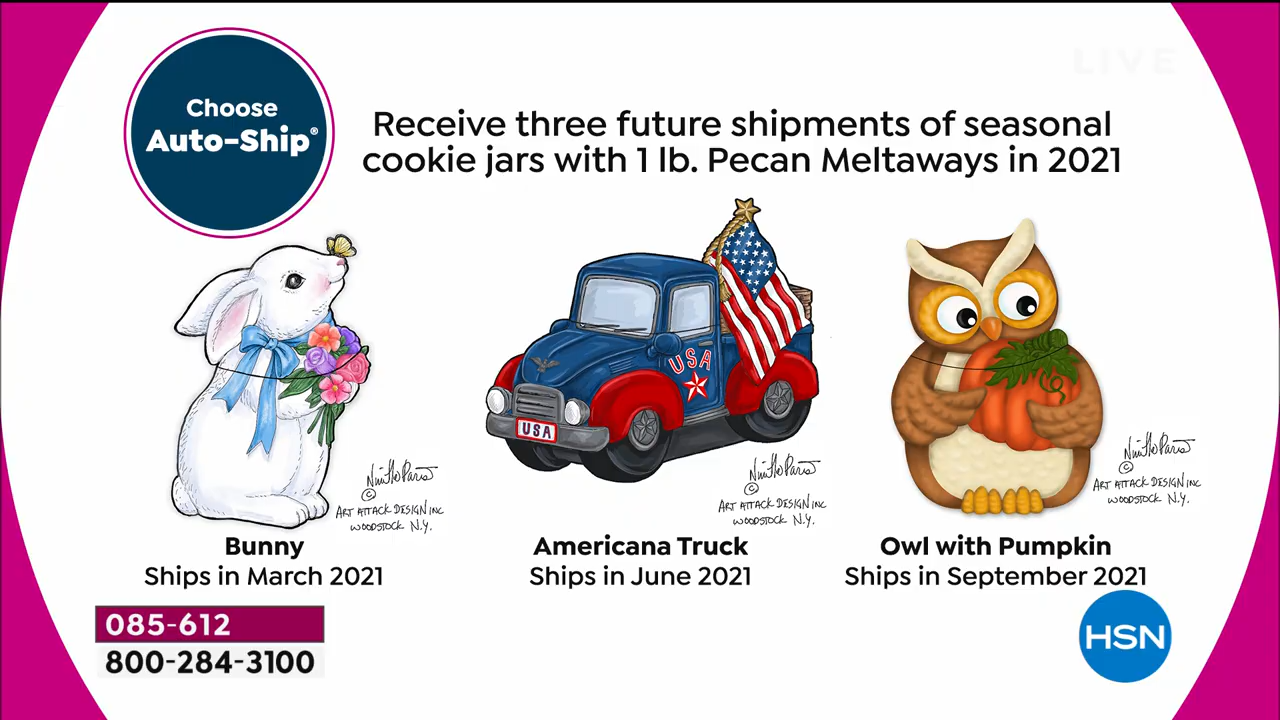 LIVE
Choose
Auto-Ship®
Receive three future shipments of seasonal
cookie jars with 1 lb. Pecan Meltaways in 2021
USA
USA
©
ART ATTACK DESIGN INC
WOODSTOCK N.Y.
©
ART ATTACK DESIGN INC
WOODSTOCK N.Y.
©
ART ATTACK DESIGN INC
WOODSTOCK N.Y.
Bunny
Ships in March 2021
Americana Truck
Ships in June 2021
Owl with Pumpkin
Ships in September 2021
085-612
800-284-3100
HSN